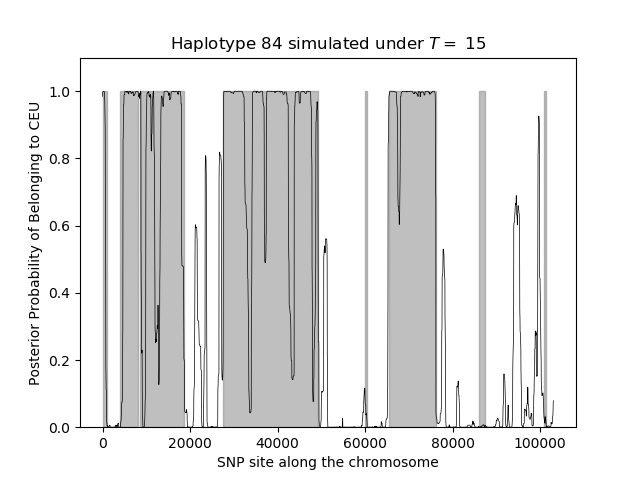 Haplotype 84 simulated under T = 15
Posterior Probability of Belonging to CEU
1.0
0.8
0.6
0.4
0.2
0.0
0 20000 40000 60000 80000 100000
SNP site along the chromosome